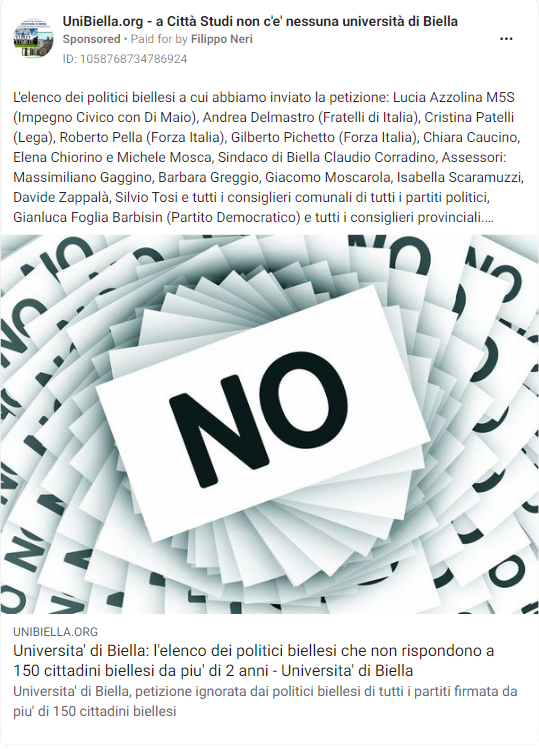 UniBiella.org - a Città Studi non c'e' nessuna università di Biella
Sponsored • Paid for by Filippo Neri
ID: 1058768734786924
L'elenco dei politici biellesi a cui abbiamo inviato la petizione: Lucia Azzolina M5S
(Impegno Civico con Di Maio), Andrea Delmastro (Fratelli di Italia), Cristina Patelli
(Lega), Roberto Pella (Forza Italia), Gilberto Pichetto (Forza Italia), Chiara Caucino,
Elena Chiorino e Michele Mosca, Sindaco di Biella Claudio Corradino, Assessori:
Massimiliano Gaggino, Barbara Greggio, Giacomo Moscarola, Isabella Scaramuzzi,
Davide Zappalà, Silvio Tosi e tutti i consiglieri comunali di tutti i partiti politici,
Gianluca Foglia Barbisin (Partito Democratico) e tutti i consiglieri provinciali....
NO
UNIBIELLA.ORG
Universita' di Biella: l'elenco dei politici biellesi che non rispondono a
150 cittadini biellesi da piu' di 2 anni - Universita' di Biella
Universita' di Biella, petizione ignorata dai politici biellesi di tutti i partiti firmata da
piu' di 150 cittadini biellesi